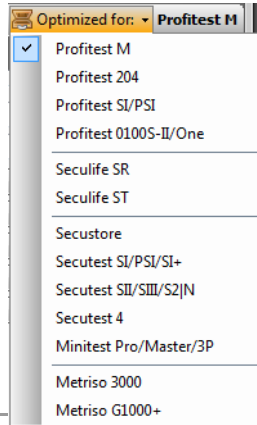 Optimized for: Profitest M
Profitest M
Profitest 204
Profitest SI/PSI
Profitest 0100S-II/One
Seculife SR
Seculife ST
Secustore
Secutest SI/PSI/SI+
Secutest SII/SIII/S2|N
Secutest 4
Minitest Pro/Master/3P
Metriso 3000
Metriso G1000+